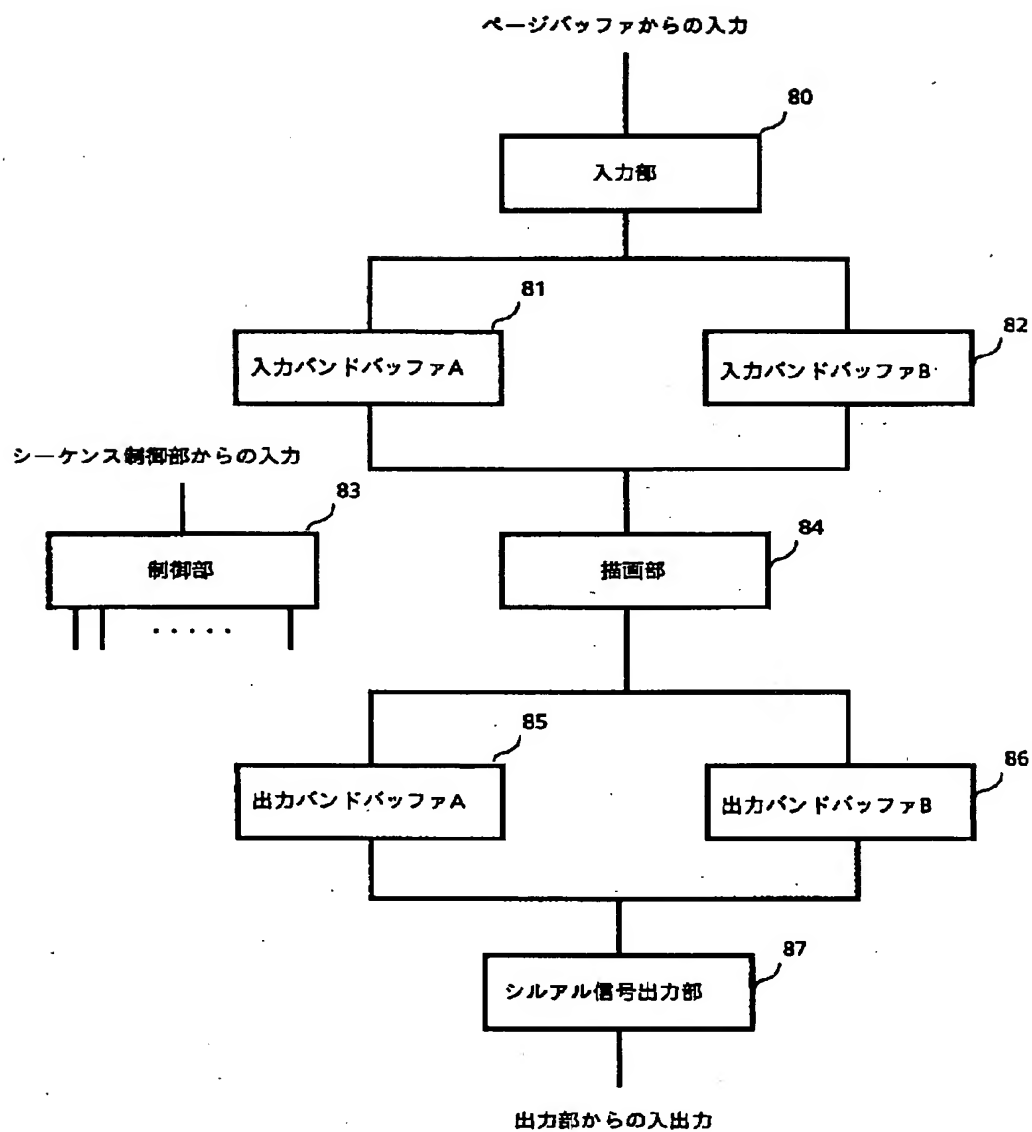 ページバッファからの入力
80
入力部
81
82
入力バンドバッファA
入力バンドバッファB
シーケンス制御部からの入力
83
制御部
84
描画部
.....
85
86
出力バンドバッファA
出力バンドバッファB
87
シルアル信号出力部
出力部からの入出力